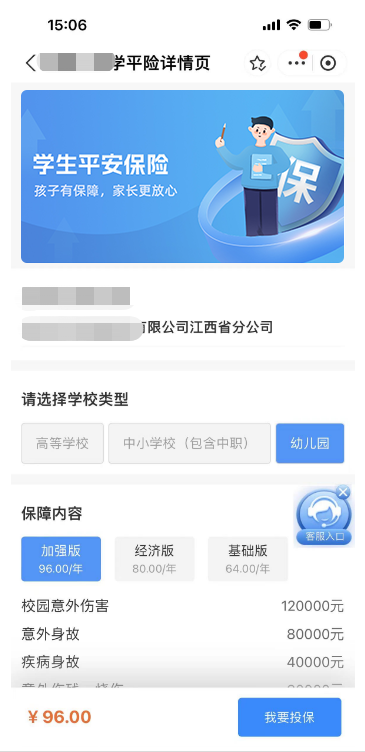 15:06
学平险详情页
学生平安保险
孩子有保障，家长更放心
保
有限公司江西省分公司
请选择学校类型
高等学校
中小学校（包含中职）
幼儿园
保障内容
客服入口
加强版
96.00/年
经济版
80.00/年
基础版
64.00/年
校园意外伤害 120000元
意外身故 80000元
疾病身故 40000元
¥ 96.00
我要投保